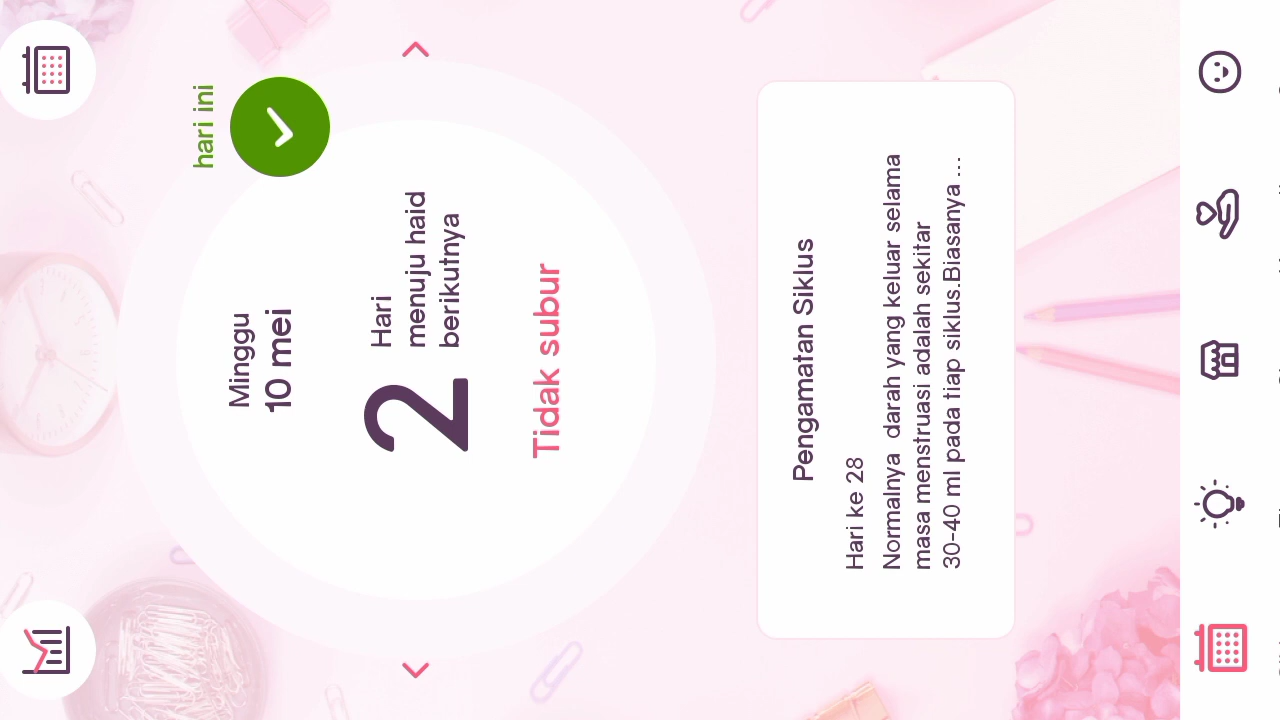 hari ini
Minggu
10 mei
2
Hari
menuju haid
berikutnya
Tidak subur
Pengamatan Siklus
Hari ke 28
Normalnya darah yang keluar selama
masa menstruasi adalah sekitar
30-40 ml pada tiap siklus.Biasanya ...